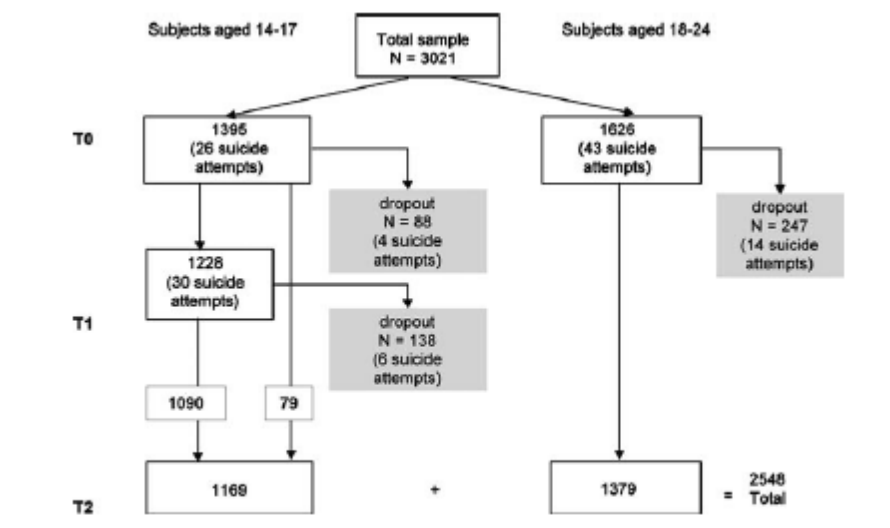 Subjects aged 14-17
Total sample
N = 3021
Subjects aged 18-24
T0
1395
(26 suicide
attempts)
1626
(43 suicide
attempts)
dropout
N = 88
(4 suicide
attempts)
dropout
N = 247
(14 suicide
attempts)
1228
(30 suicide
attempts)
T1
dropout
N = 138
(6 suicide
attempts)
1090
79
T2
1169
+
1379
= 2548
Total